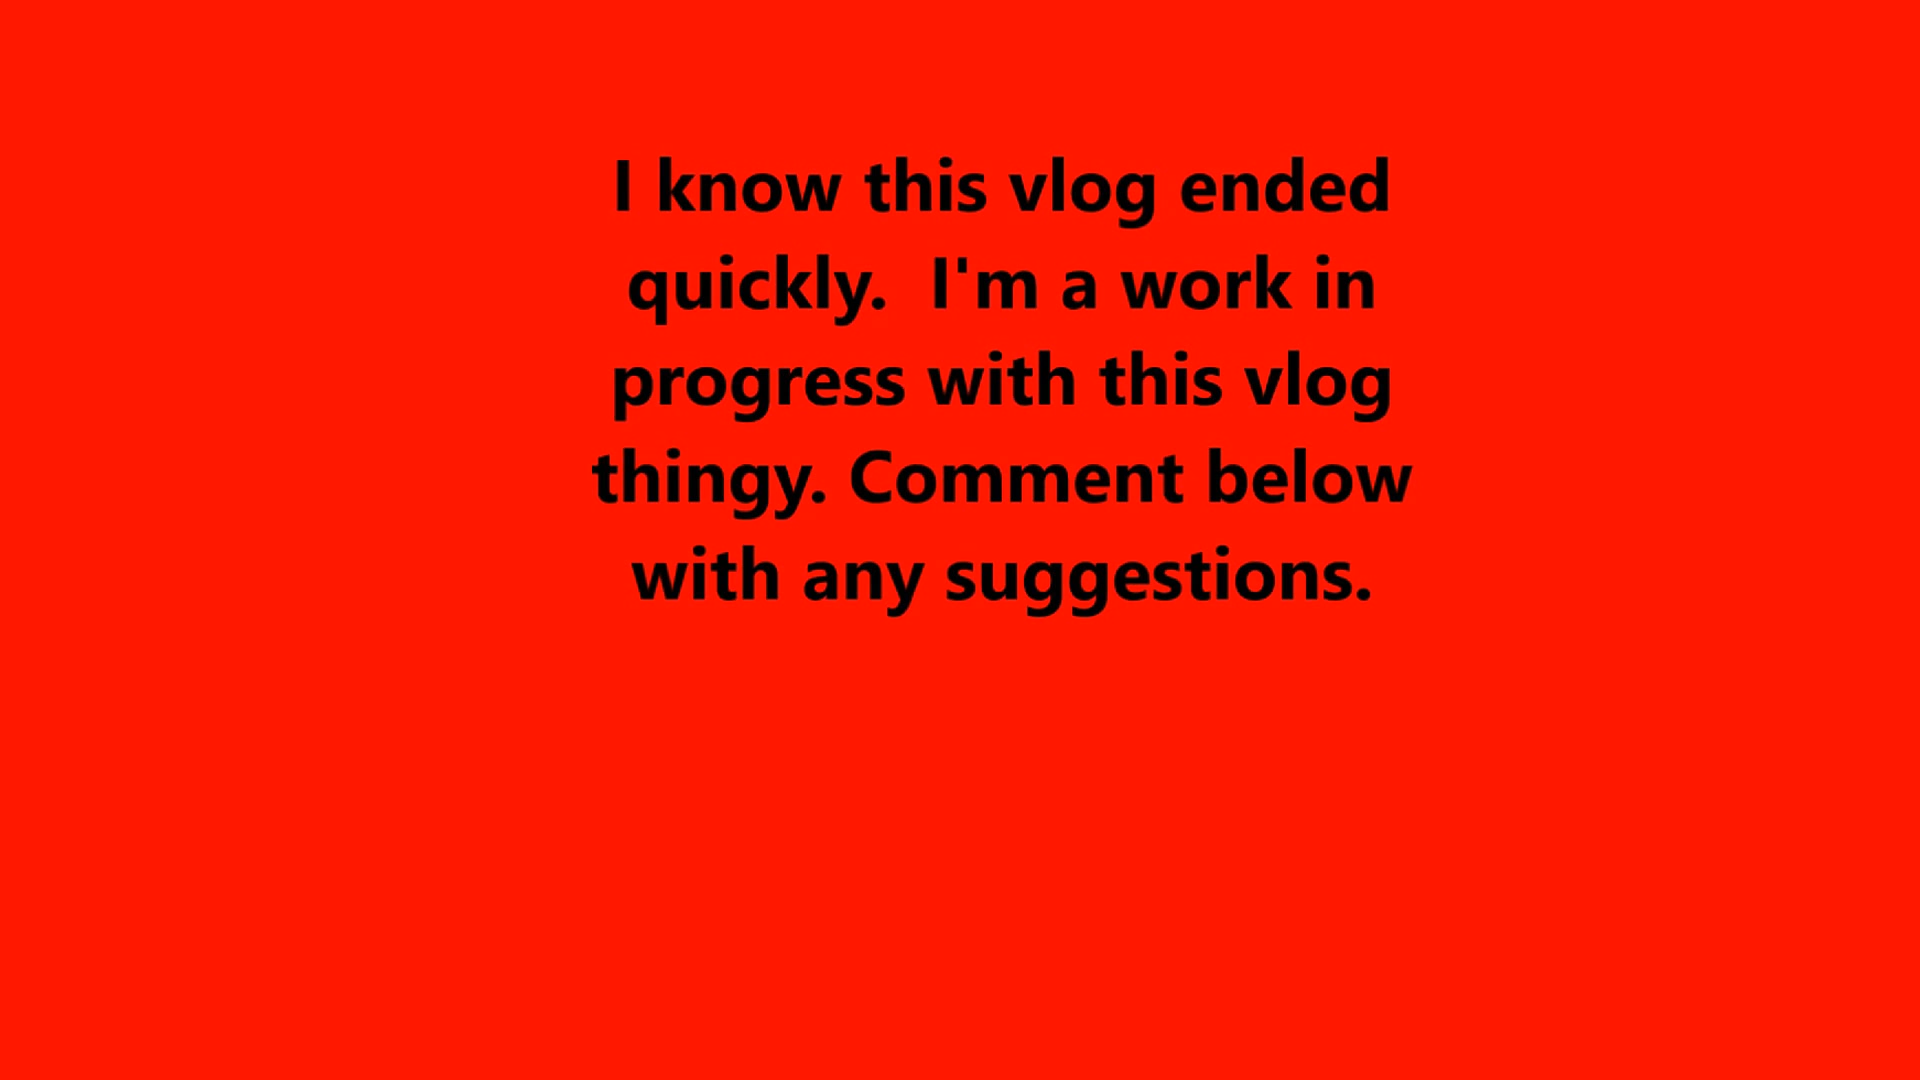 I know this vlog ended
quickly.  I'm a work in
progress with this vlog
thingy. Comment below
with any suggestions.